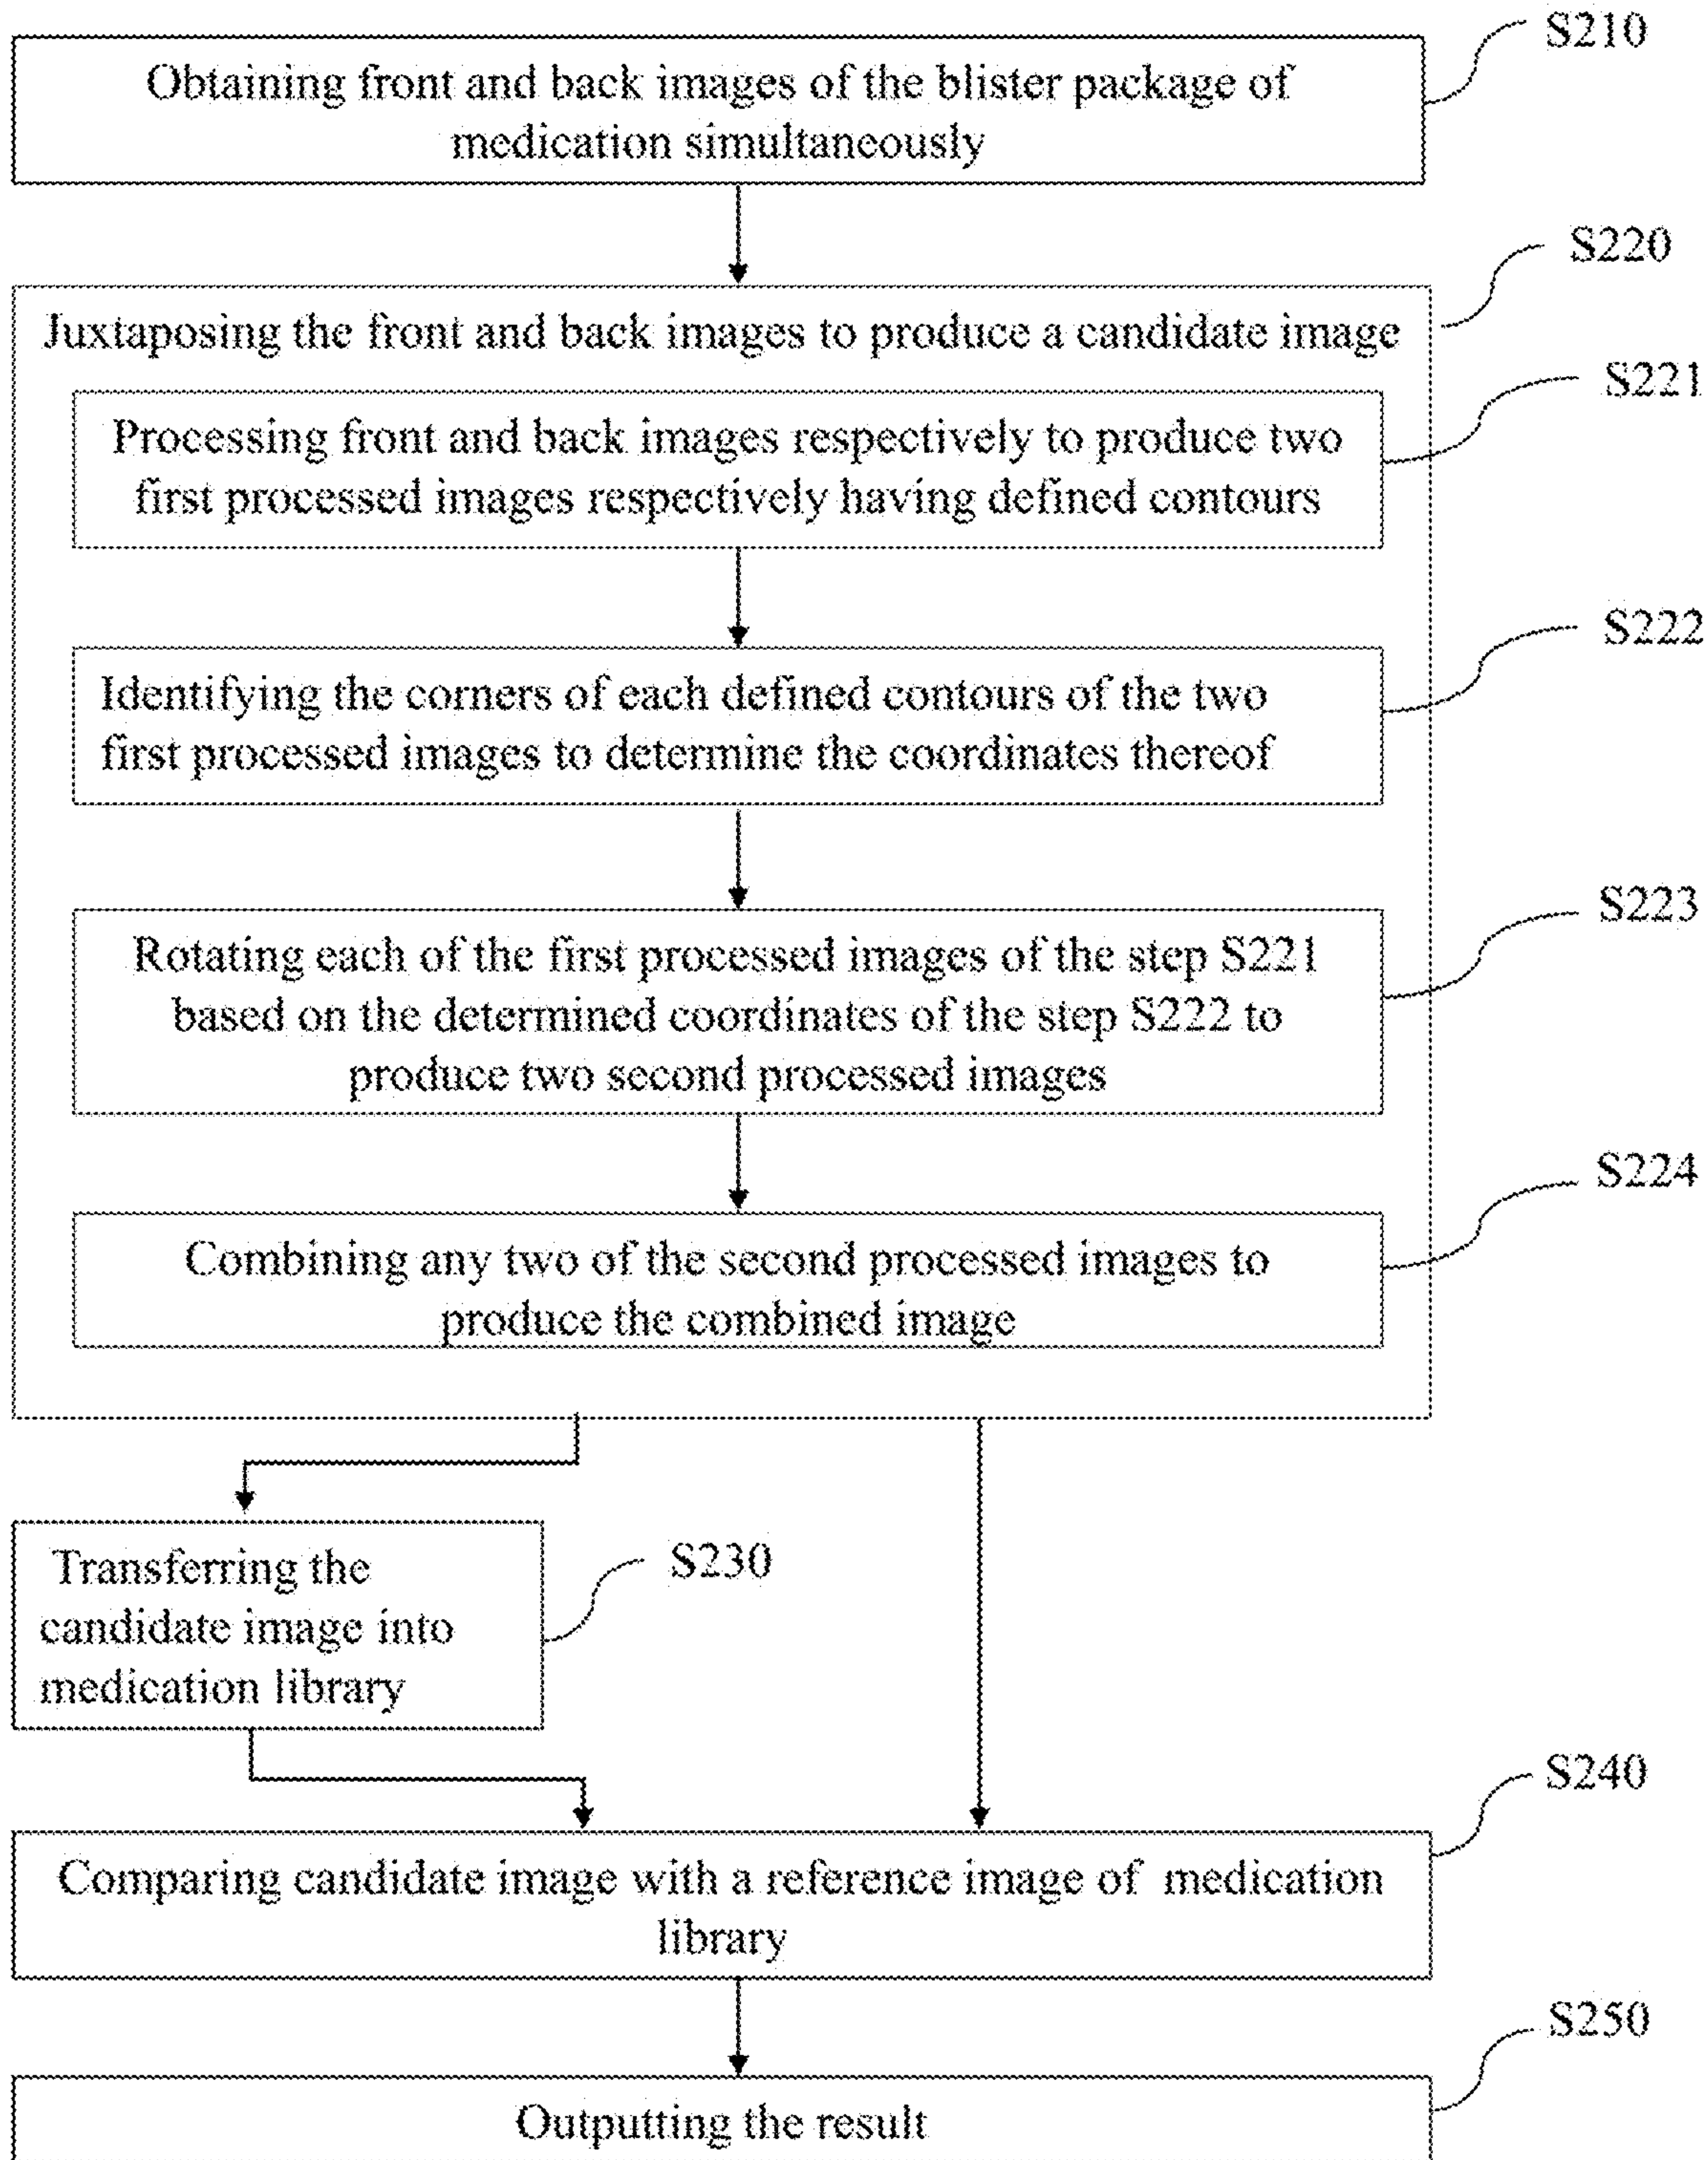 S210
Obtaining front and back images of the blister package of
medication simultaneously
S220
Juxtaposing the front and back images to produce a candidate image
S221
Processing front and back images respectively to produce two
first processed images respectively having defined contours
S222
Identifying the corners of each defined contours of the two
first processed images to determine the coordinates thereof
S223
Rotating each of the first processed images of the step S221
based on the determined coordinates of the step S222 to
produce two second processed images
S224
Combining any two of the second processed images to
produce the combined image
Transferring the
candidate image into
medication library
S230
S240
Comparing candidate image with a reference image of medication
library
S250
Outputting the result